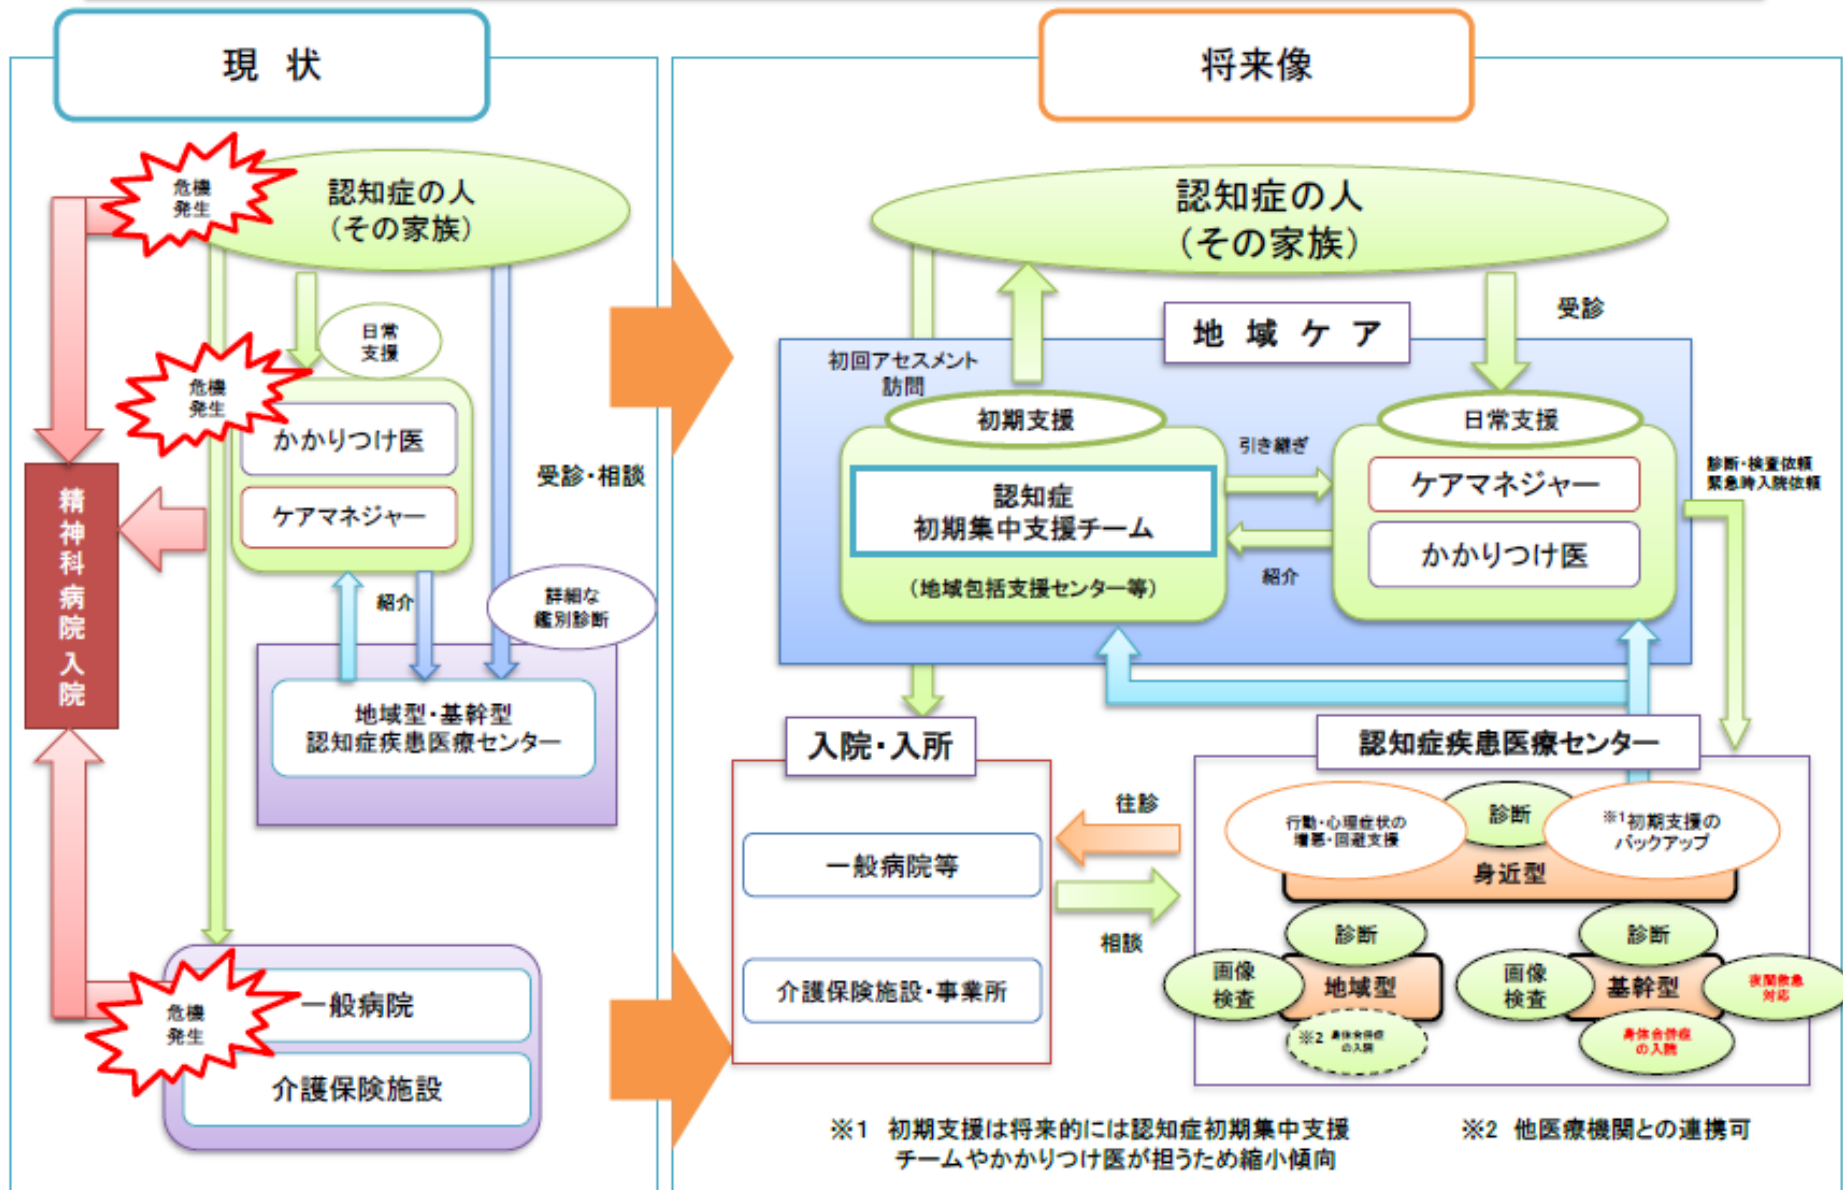 現 状
危機
発生
認知症の人
（その家族）
日常
支援
危機
発生
かかりつけ医
ケアマネジャー
受診・相談
精神科病院入院
紹介
詳細な
鑑別診断
地域型・基幹型
認知症疾患医療センター
危機
発生
一般病院
介護保険施設
将来像
認知症の人
（その家族）
受診
地 域 ケ ア
初回アセスメント
訪問
初期支援
認知症
初期集中支援チーム
（地域包括支援センター等）
引き継ぎ
紹介
日常支援
ケアマネジャー
かかりつけ医
診断・検査依頼
緊急時入院依頼
入院・入所
一般病院等
介護保険施設・事業所
往診
相談
認知症疾患医療センター
行動・心理症状の
増悪・回避支援
診断
※1初期支援の
バックアップ
身近型
診断
画像
検査
地域型
※2 身体合併症
の入院
診断
画像
検査
基幹型
夜間救急
対応
身体合併症
の入院
※1 初期支援は将来的には認知症初期集中支援
チームやかかりつけ医が担うため縮小傾向
※2 他医療機関との連携可